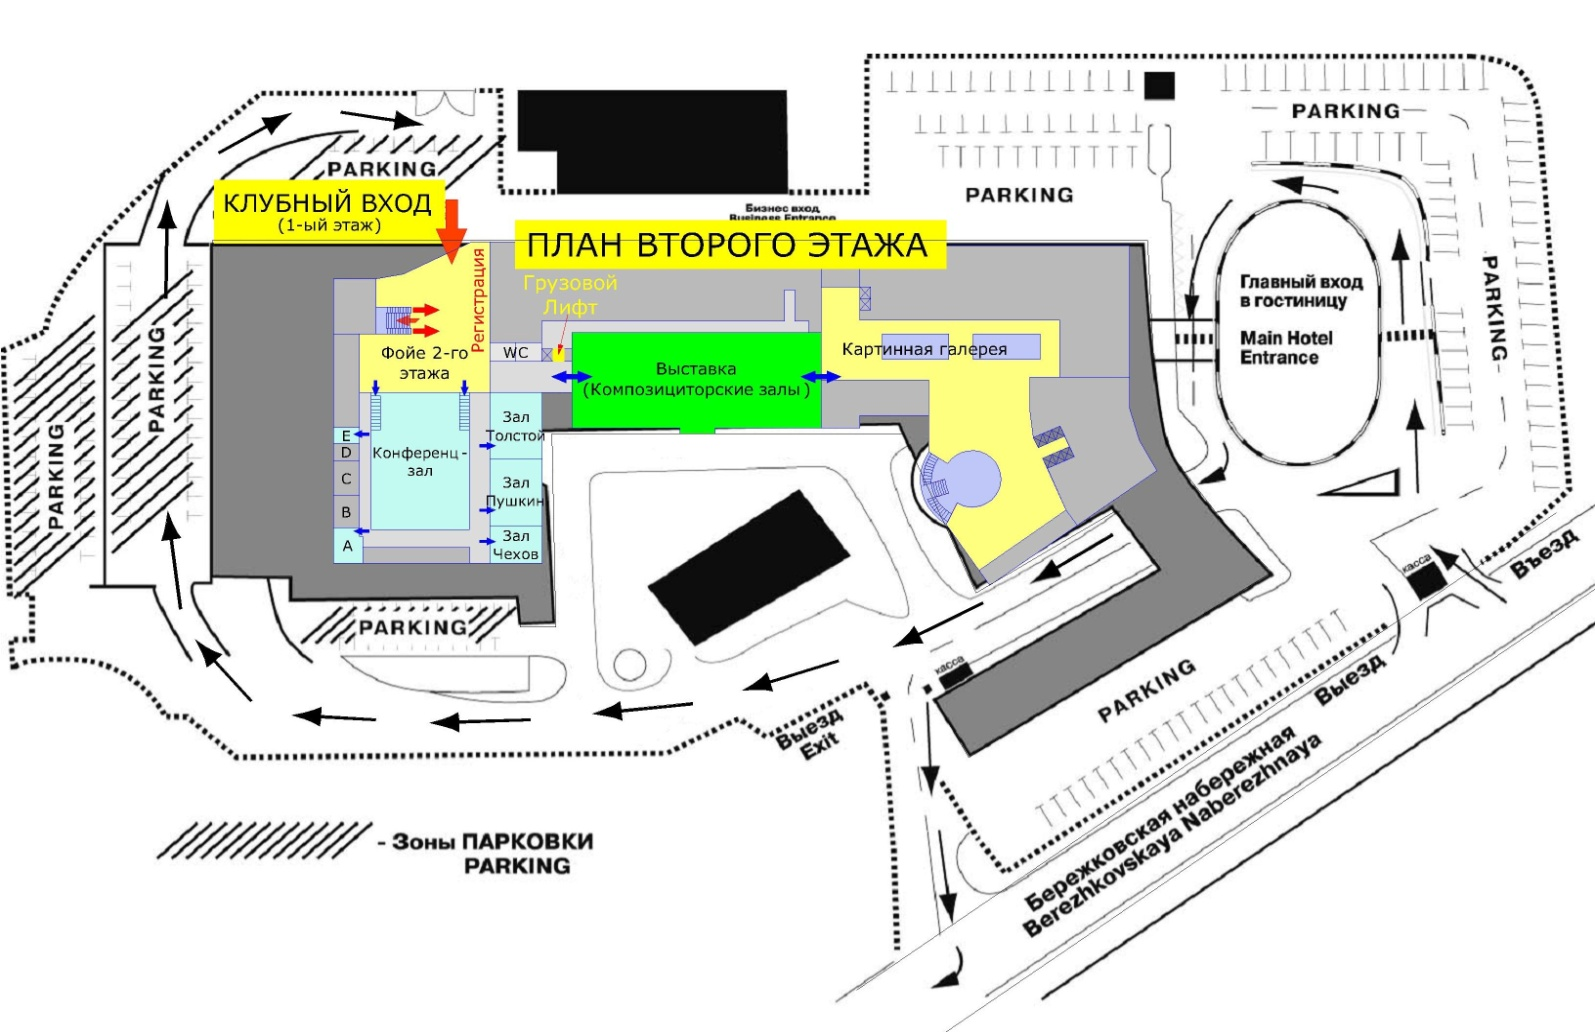 PARKING
PARKING
PARKING
КЛУБНЫЙ ВХОД
(1-ый этаж)
Бизнес вход
Business Entrance
ПЛАН ВТОРОГО ЭТАЖА
Регистрация
Грузовой
Лифт
PARKING
Главный вход
в гостиницу
Main Hotel
Entrance
PARKING
PARKING
Фойе 2-го
этажа
WC
Выставка
(Композициторские залы)
Картинная галерея
Зал
Толстой
E
D
C
B
A
Конференц-
зал
Зал
Пушкин
Зал
Чехов
PARKING
касса
Въезд
касса
PARKING
Выезд
Выезд
Exit
Бережковская набережная
Berezhkovskaya Naberezhnaya
- Зоны ПАРКОВКИ
PARKING